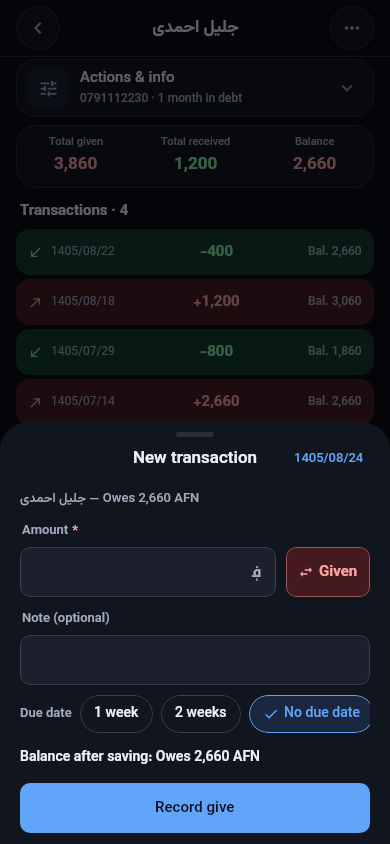 جلیل احمدی
Actions & info
0791112230 · 1 month in debt
Total given
Total received
Balance
3,860
1,200
2,660
Transactions · 4
1405/08/22 −400 Bal. 2,660
1405/08/18 +1,200 Bal. 3,060
1405/07/29 −800 Bal. 1,860
1405/07/14 +2,660 Bal. 2,660
New transaction
1405/08/24
جلیل احمدی — Owes 2,660 AFN
Amount *
؋
Given
Note (optional)
Due date
1 week
2 weeks
No due date
Balance after saving: Owes 2,660 AFN
Record give